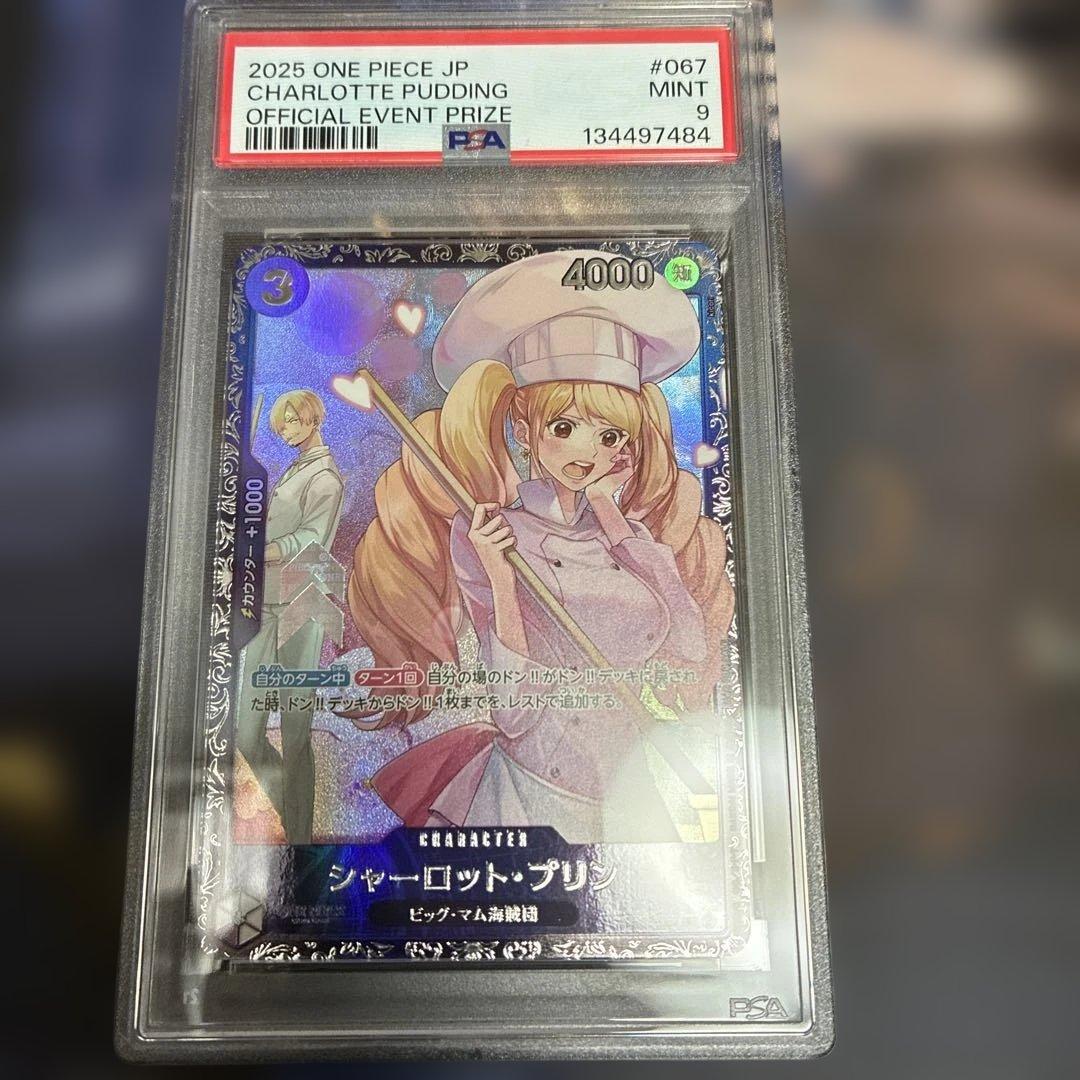 2025 ONE PIECE JP #067
CHARLOTTE PUDDING MINT
OFFICIAL EVENT PRIZE 9
PSA 134497484
3
4000
知
カウンター +1000
自分のターン中 ターン1回 自分の場のドン!!がドン!!デッキに戻され
た時、ドン!!デッキからドン!!1枚までを、レストで追加する。
CHARACTER
シャーロット・プリン
ビッグ・マム海賊団
PSA